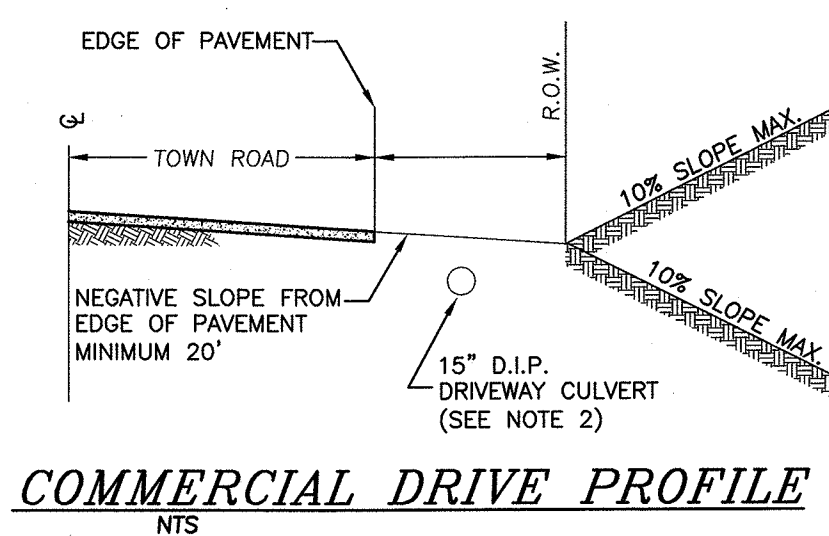 EDGE OF PAVEMENT
℄
R.O.W.
TOWN ROAD
10% SLOPE MAX.
10% SLOPE MAX.
NEGATIVE SLOPE FROM
EDGE OF PAVEMENT
MINIMUM 20'
15" D.I.P.
DRIVEWAY CULVERT
(SEE NOTE 2)
COMMERCIAL DRIVE PROFILE
NTS